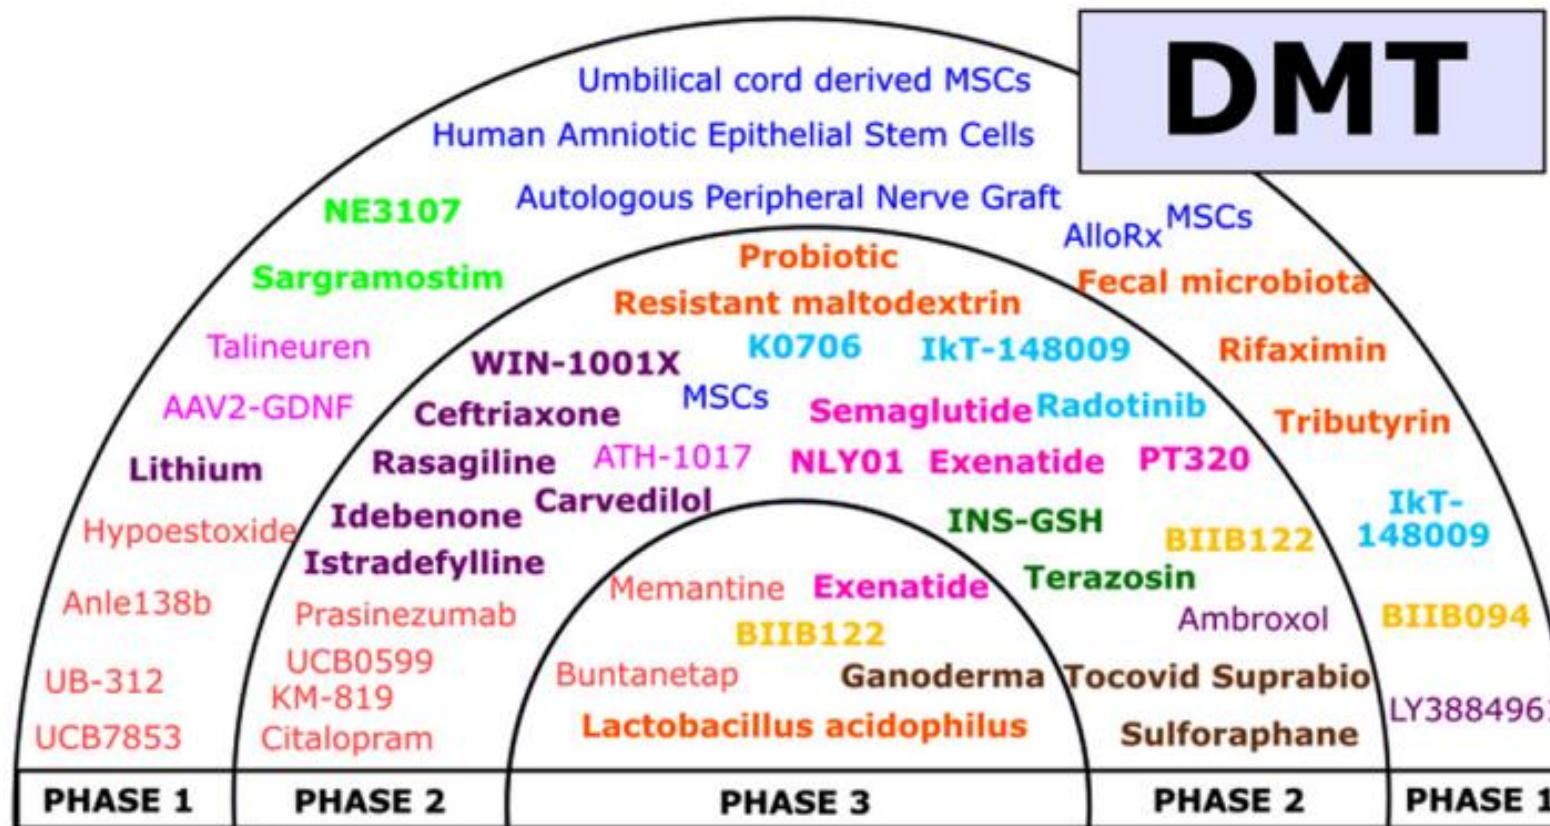 DMT
Umbilical cord derived MSCs
Human Amniotic Epithelial Stem Cells
Autologous Peripheral Nerve Graft
NE3107
MSCs
AlloRx
Sargramostim
Probiotic
Fecal microbiota
Resistant maltodextrin
Talineuren
WIN-1001X
K0706
IkT-148009
Rifaximin
AAV2-GDNF
Ceftriaxone
MSCs
Semaglutide
Radotinib
Tributyrin
Lithium
Rasagiline
ATH-1017
NLY01
Exenatide
PT320
Hypoestoxide
Idebenone
Carvedilol
INS-GSH
BIIB122
IkT-
148009
Istradefylline
Memantine
Exenatide
Terazosin
Anle138b
Prasinezumab
BIIB122
Ambroxol
BIIB094
UB-312
UCB0599
KM-819
Buntanetap
Ganoderma
Tocovid Suprabio
LY3884961
UCB7853
Citalopram
Lactobacillus acidophilus
Sulforaphane
PHASE 1
PHASE 2
PHASE 3
PHASE 2
PHASE 1